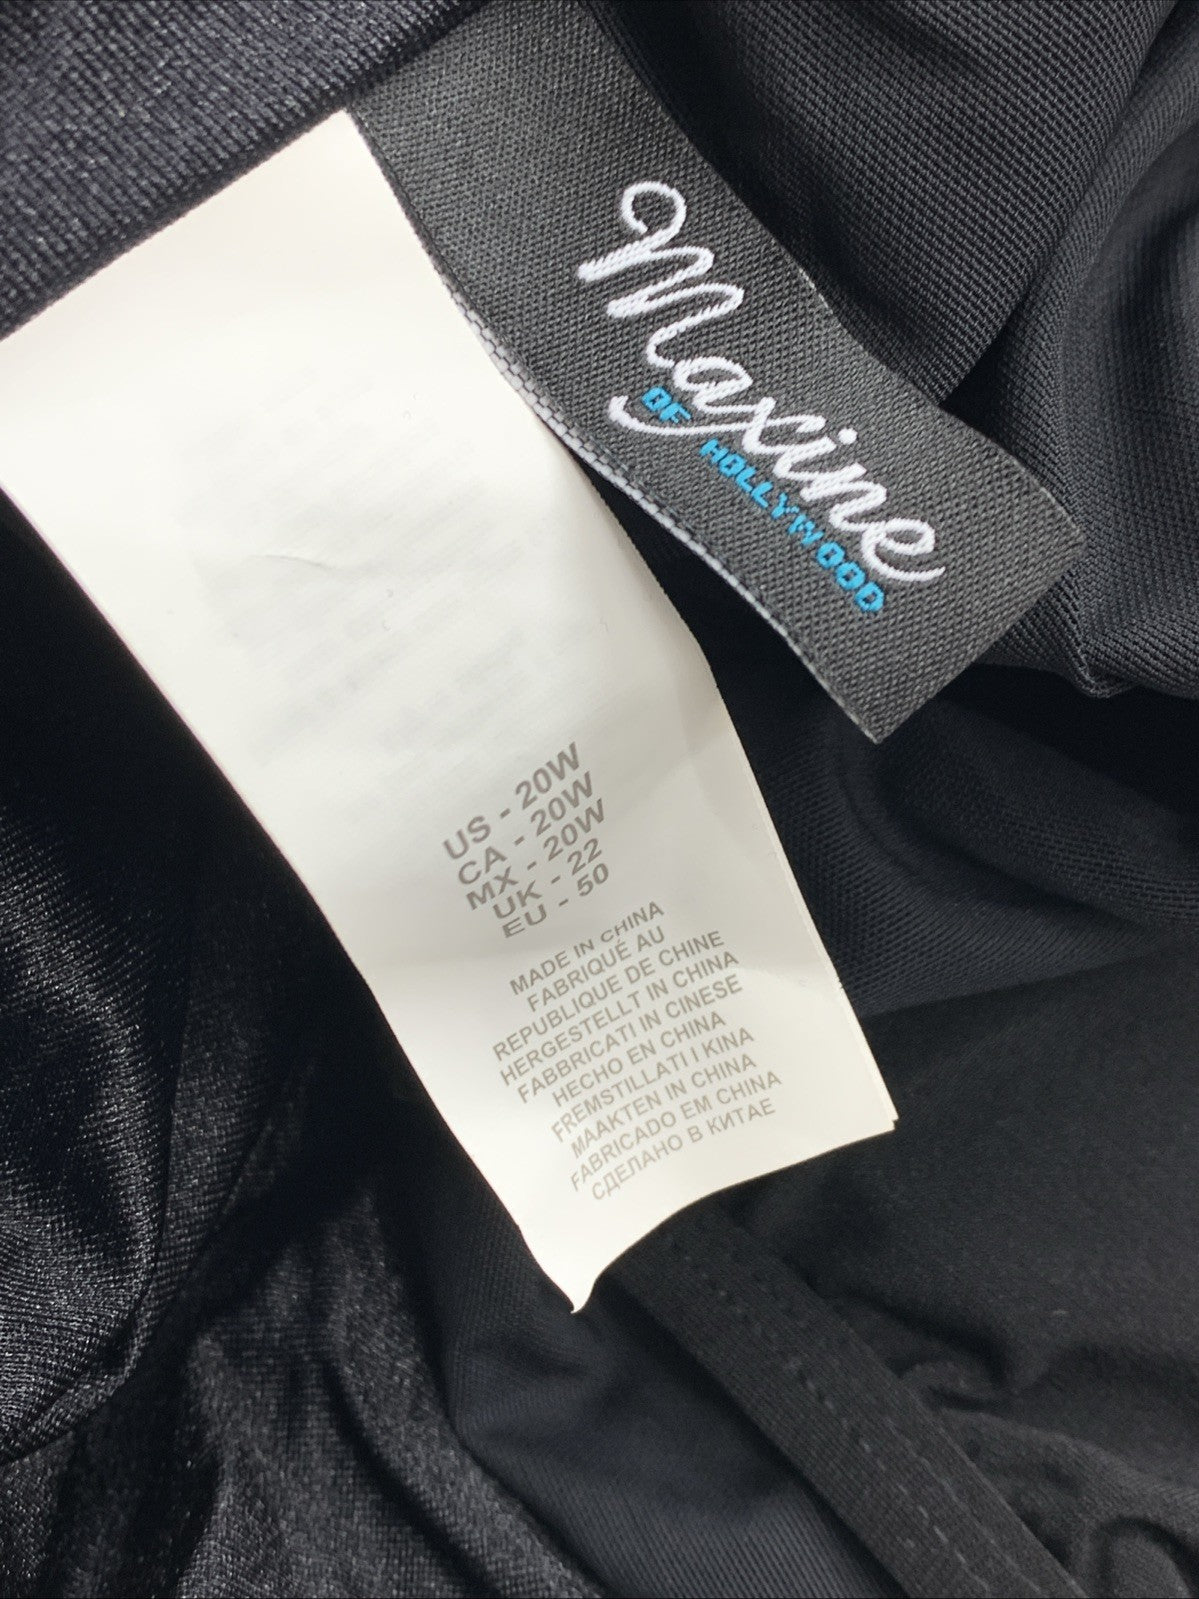 Maxine
OF HOLLYWOOD
US - 20W
CA - 20W
MX - 20W
UK - 22
EU - 50
MADE IN CHINA
FABRIQUÉ AU
REPUBLIQUE DE CHINE
HERGESTELLT IN CHINA
FABBRICATI IN CINESE
HECHO EN CHINA
FREMSTILLATI I KINA
MAAKTEN IN CHINA
FABRICADO EM CHINA
СДЕЛАНО В КИТАЕ